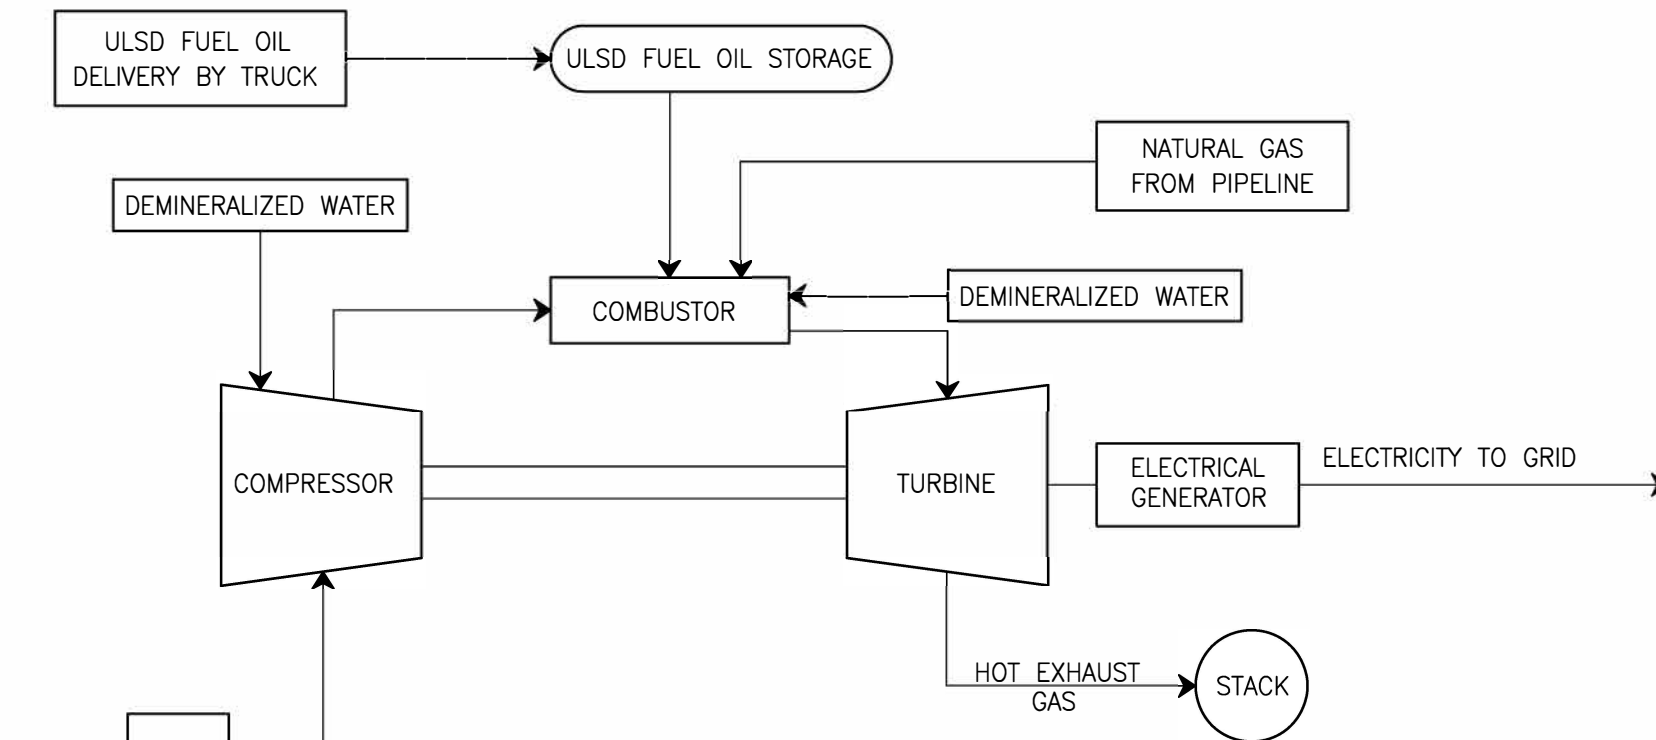 ULSD FUEL OIL
DELIVERY BY TRUCK
ULSD FUEL OIL STORAGE
NATURAL GAS
FROM PIPELINE
DEMINERALIZED WATER
DEMINERALIZED WATER
COMBUSTOR
COMPRESSOR
TURBINE
ELECTRICAL
GENERATOR
ELECTRICITY TO GRID
HOT EXHAUST
GAS
STACK